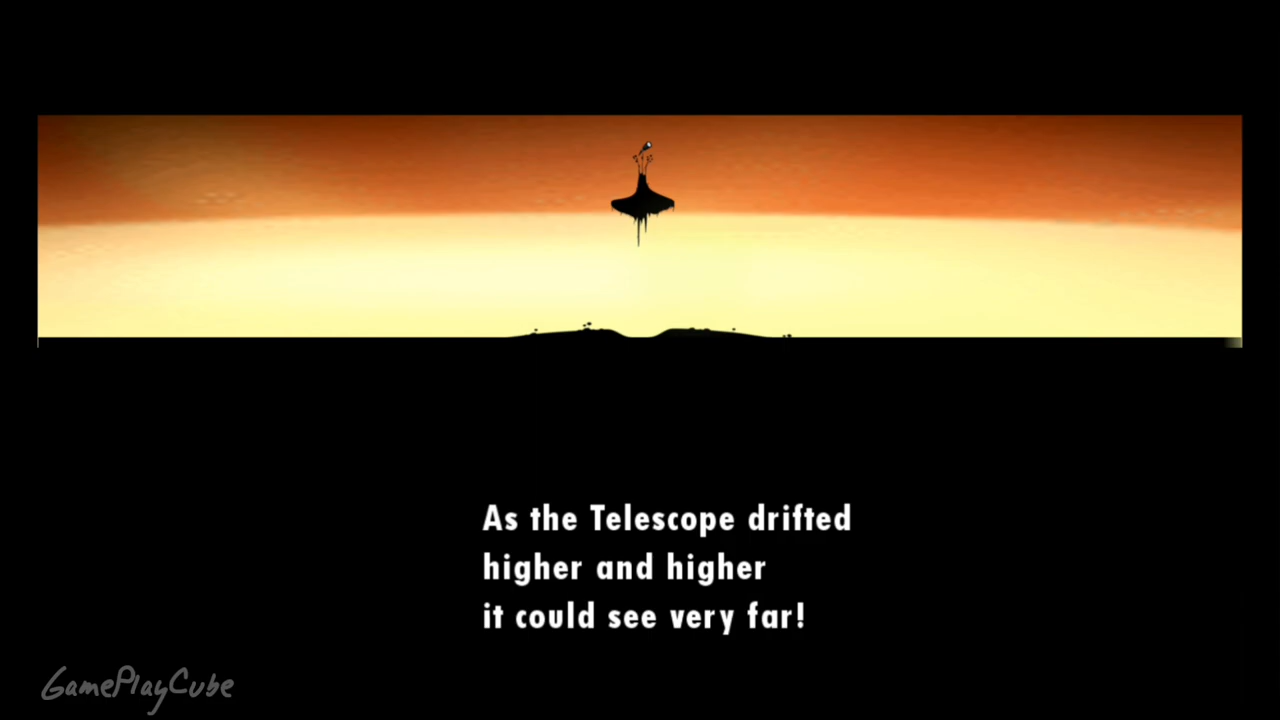 As the Telescope drifted
higher and higher
it could see very far!
GamePlayCube